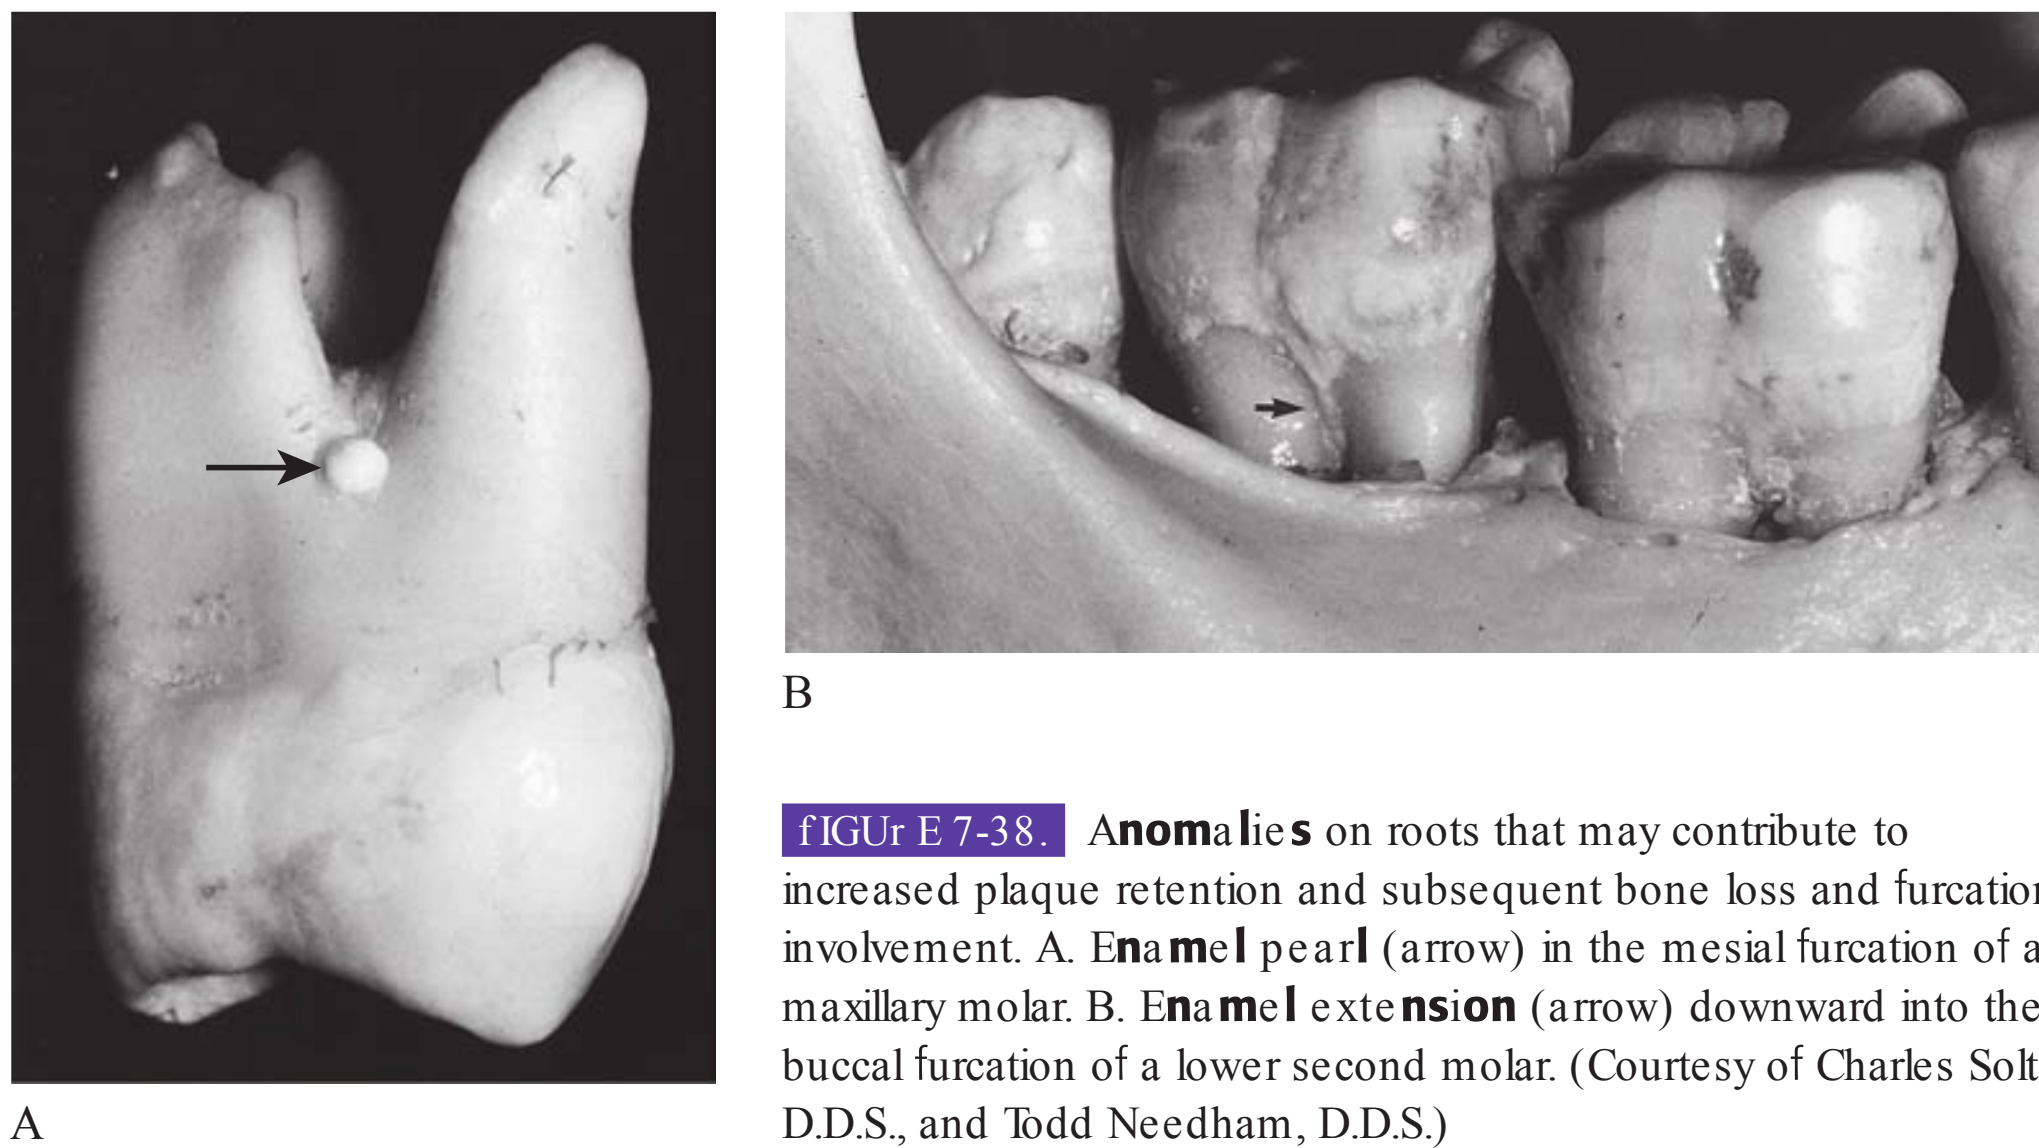 A
B
fIGUr E 7-38. Anomalies on roots that may contribute to
increased plaque retention and subsequent bone loss and furcation
involvement. A. Enamel pearl (arrow) in the mesial furcation of a
maxillary molar. B. Enamel extension (arrow) downward into the
buccal furcation of a lower second molar. (Courtesy of Charles Solt
D.D.S., and Todd Needham, D.D.S.)